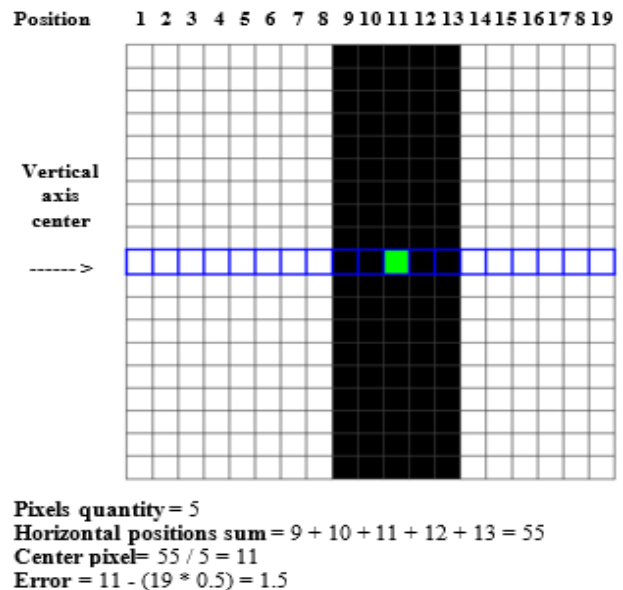 Position 1 2 3 4 5 6 7 8 9 10 11 12 13 14 15 16 17 8 19
Vertical
axis
center
------ >
Pixels quantity = 5
Horizontal positions sum = 9 + 10 + 11 + 12 + 13 = 55
Center pixel= 55 / 5 = 11
Error = 11 - (19 * 0.5) = 1.5